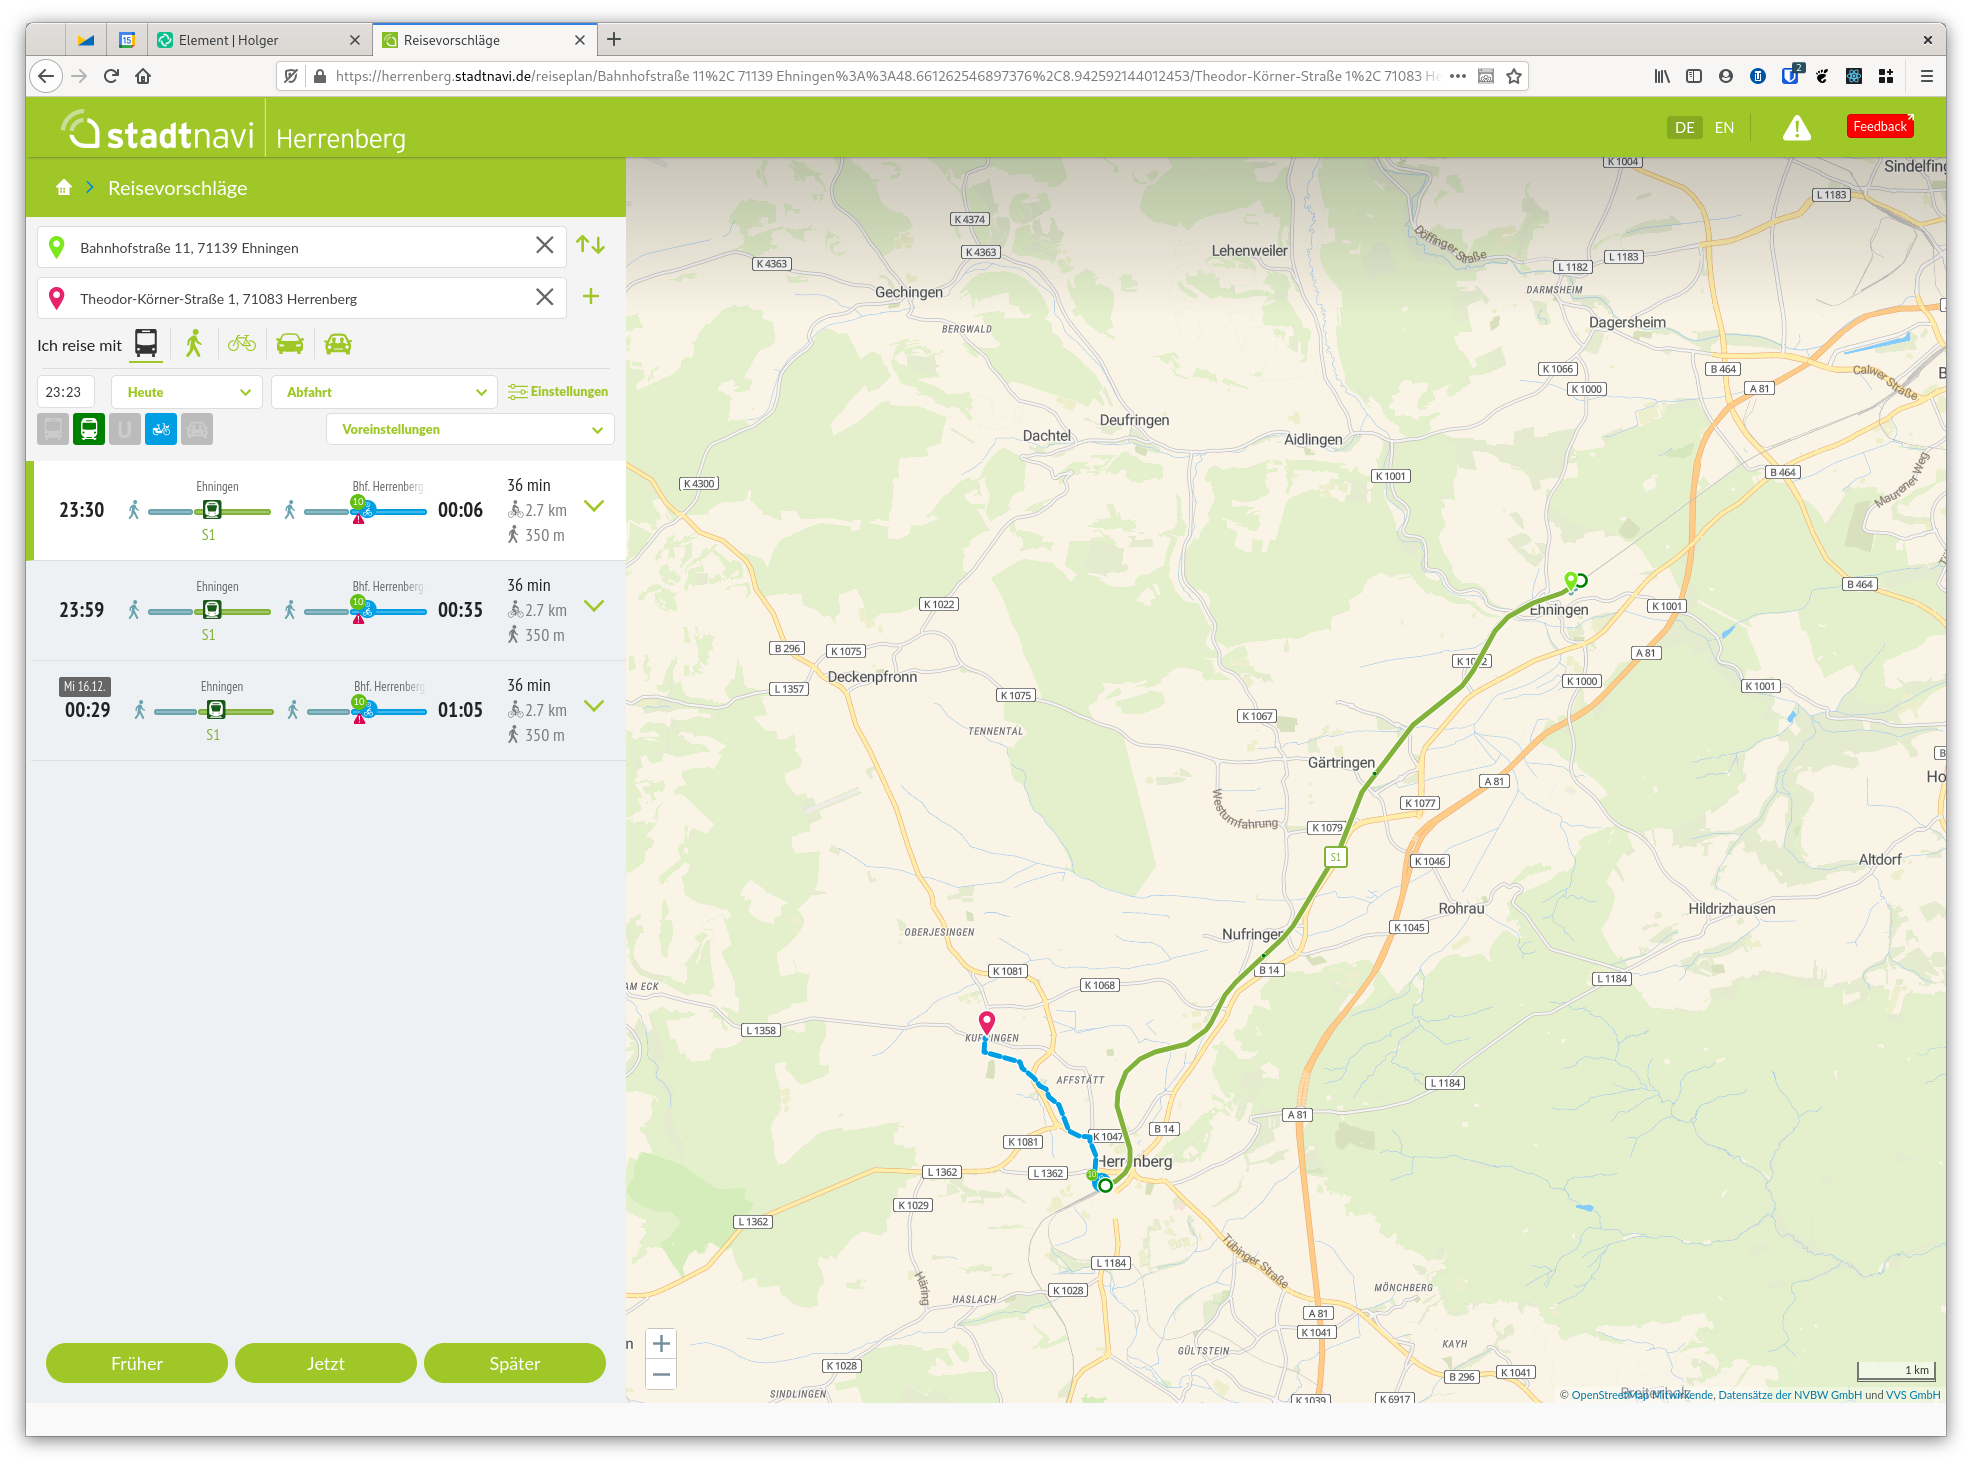 15
Element | Holger
Reisevorschläge
https://herrenberg.stadtnavi.de/reiseplan/Bahnhofstraße 11%2C 71139 Ehningen%3A%3A48.661262546897376%2C8.942592144012453/Theodor-Körner-Straße 1%2C 71083 He
2
stadtnavi
Herrenberg
DE
EN
Feedback
Reisevorschläge
Bahnhofstraße 11, 71139 Ehningen
Theodor-Körner-Straße 1, 71083 Herrenberg
Ich reise mit
23:23
Heute
Abfahrt
Einstellungen
U
Voreinstellungen
Ehningen
Bhf. Herrenberg
36 min
23:30
10
00:06
2.7 km
S1
350 m
Ehningen
Bhf. Herrenberg
36 min
23:59
10
00:35
2.7 km
S1
350 m
Mi 16.12.
Ehningen
Bhf. Herrenberg
36 min
00:29
10
01:05
2.7 km
S1
350 m
Früher
Jetzt
Später
K 1004
Sindelfing
L 1183
K 4374
Döffinger-Straße
Lehenweiler
K 4363
K 4363
L 1183
L 1182
Gechingen
DARMSHEIM
BERGWALD
Dagersheim
K 1066
B 464
Calwer Straße
K 1000
A 81
Deufringen
Dachtel
Aidlingen
B 464
K 1001
K 4300
Maurener-Weg
B 464
K 1022
K 1001
Ehningen
B 296
K 1075
A 81
Deckenpfronn
K 1000
L 1357
K 1075
K 1001
K 1067
TENNENTAL
Gärtringen
A 81
Westumfahrung
K 1077
K 1079
S1
K 1046
Altdorf
Rohrau
Hildrizhausen
K 1045
OBERJESINGEN
Nufringen
K 1081
B 14
L 1184
AM ECK
K 1068
L 1358
AFFSTÄTT
L 1184
A 81
B 14
K 1047
K 1081
Herrenberg
L 1362
L 1362
K 1029
L 1362
Tübinger Straße
L 1184
Häring
K 1028
MÖNCHBERG
HASLACH
A 81
K 1041
KAYH
n
GÜLTSTEIN
K 1028
K 1041
B 296
SINDLINGEN
K 1039
K 6917
1 km
Breitenholz
© OpenStreetMap Mitwirkende, Datensätze der NVBW GmbH und VVS GmbH